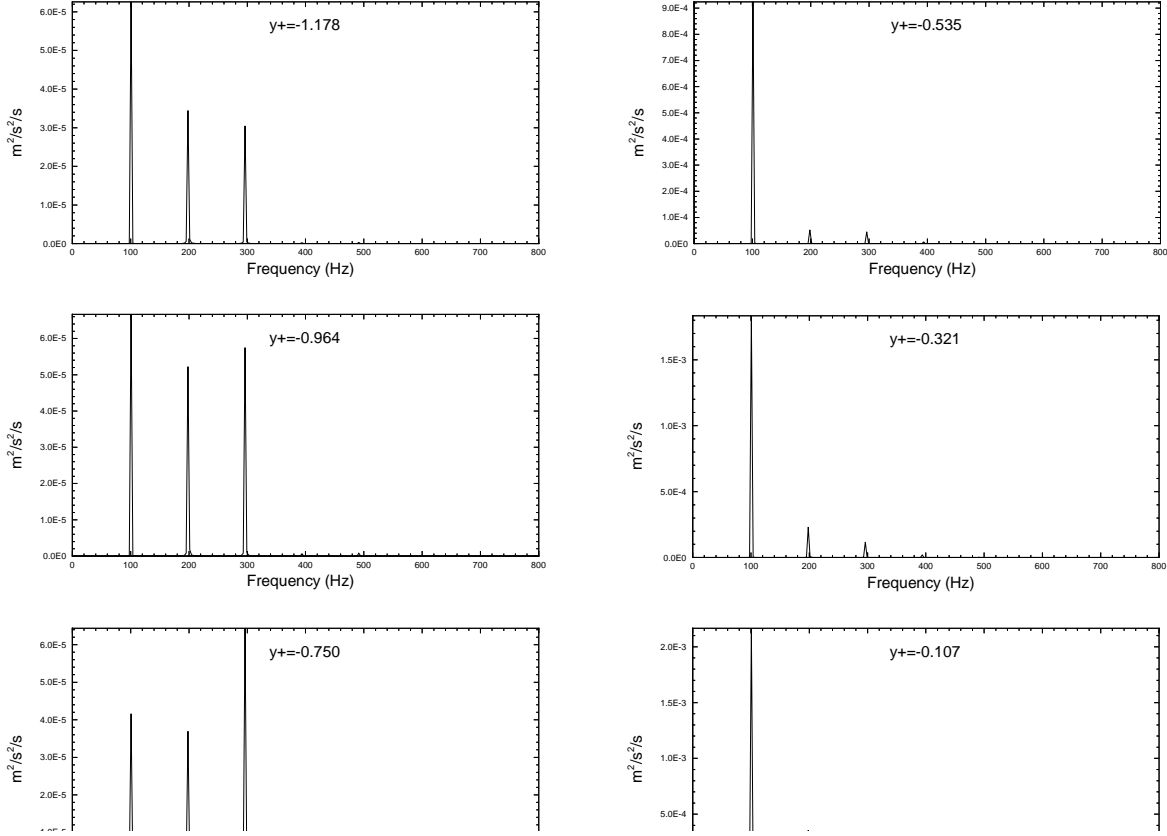 y+=-1.178
6.0E-5
5.0E-5
4.0E-5
3.0E-5
2.0E-5
1.0E-5
0.0E0
m²/s²/s
0 100 200 300 400 500 600 700 800
Frequency (Hz)
y+=-0.535
9.0E-4
8.0E-4
7.0E-4
6.0E-4
5.0E-4
4.0E-4
3.0E-4
2.0E-4
1.0E-4
0.0E0
m²/s²/s
0 100 200 300 400 500 600 700 800
Frequency (Hz)
y+=-0.964
6.0E-5
5.0E-5
4.0E-5
3.0E-5
2.0E-5
1.0E-5
0.0E0
m²/s²/s
0 100 200 300 400 500 600 700 800
Frequency (Hz)
y+=-0.321
1.5E-3
1.0E-3
5.0E-4
0.0E0
m²/s²/s
0 100 200 300 400 500 600 700 800
Frequency (Hz)
y+=-0.750
6.0E-5
5.0E-5
4.0E-5
3.0E-5
2.0E-5
m²/s²/s
y+=-0.107
2.0E-3
1.5E-3
1.0E-3
5.0E-4
m²/s²/s